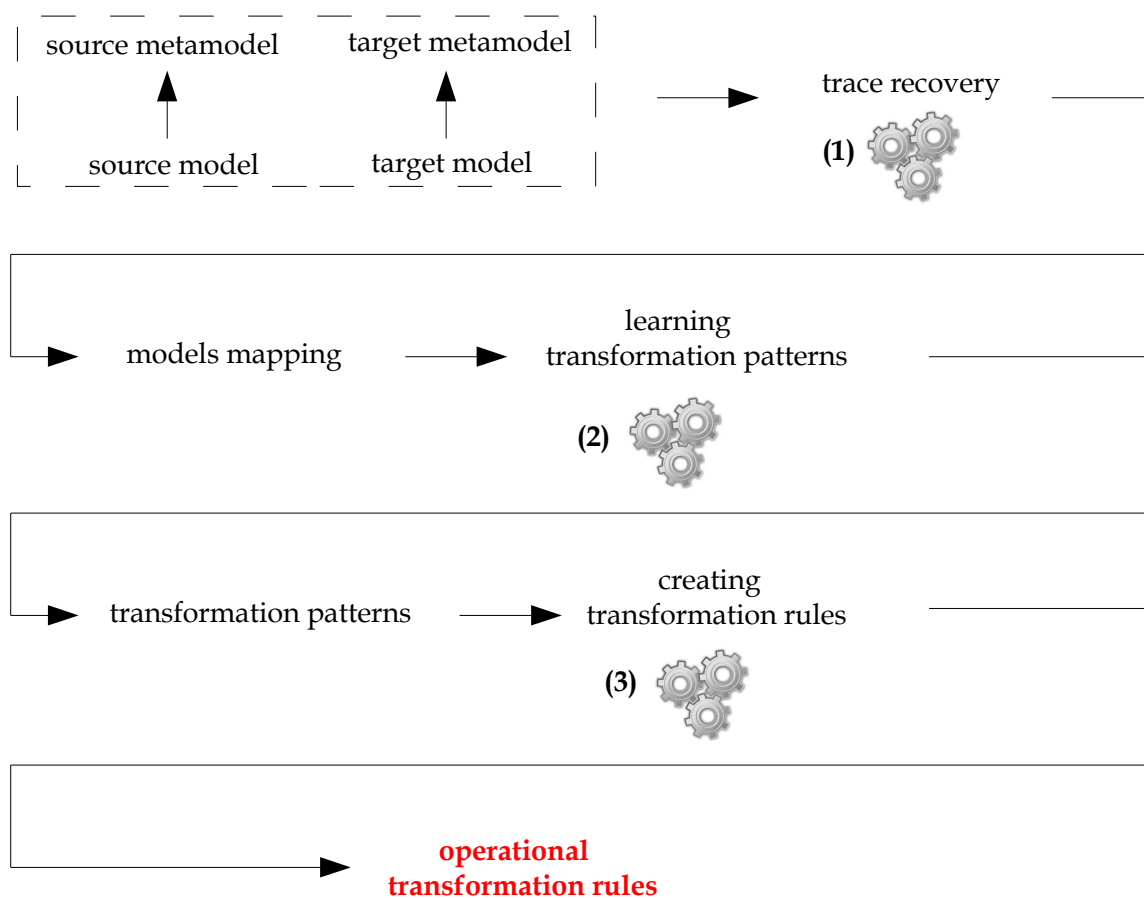 source metamodel
target metamodel
source model
target model
trace recovery
(1)
models mapping
learning
transformation patterns
(2)
transformation patterns
creating
transformation rules
(3)
operational
transformation rules